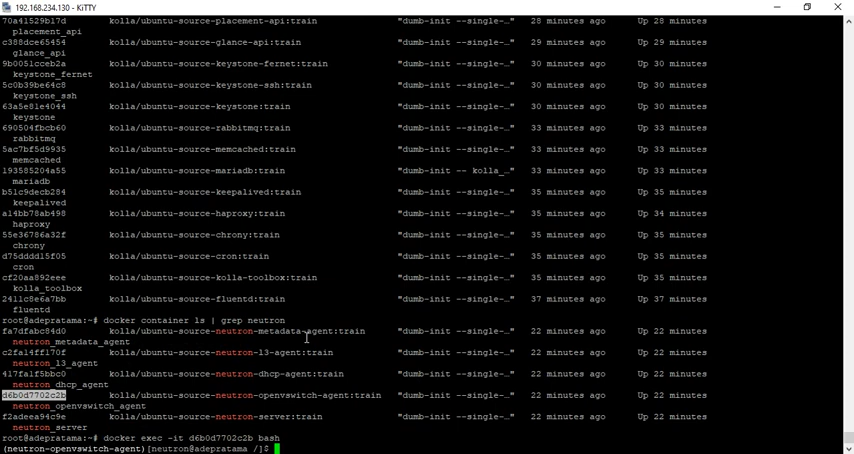 192.168.234.130 - KiTTY
70a41529b17d kolla/ubuntu-source-placement-api:train "dumb-init --single-…" 28 minutes ago Up 28 minutes
placement_api
c388dce65454 kolla/ubuntu-source-glance-api:train "dumb-init --single-…" 29 minutes ago Up 29 minutes
glance_api
9b0051cceb2a kolla/ubuntu-source-keystone-fernet:train "dumb-init --single-…" 30 minutes ago Up 30 minutes
keystone_fernet
5c0b39be64c8 kolla/ubuntu-source-keystone-ssh:train "dumb-init --single-…" 30 minutes ago Up 30 minutes
keystone_ssh
63a5e81e4044 kolla/ubuntu-source-keystone:train "dumb-init --single-…" 30 minutes ago Up 30 minutes
keystone
690504fbcb60 kolla/ubuntu-source-rabbitmq:train "dumb-init --single-…" 33 minutes ago Up 33 minutes
rabbitmq
5ac7bf5d9935 kolla/ubuntu-source-memcached:train "dumb-init --single-…" 33 minutes ago Up 33 minutes
memcached
193585204a55 kolla/ubuntu-source-mariadb:train "dumb-init -- kolla_…" 33 minutes ago Up 33 minutes
mariadb
b51c9decb284 kolla/ubuntu-source-keepalived:train "dumb-init --single-…" 35 minutes ago Up 35 minutes
keepalived
a14bb78ab498 kolla/ubuntu-source-haproxy:train "dumb-init --single-…" 35 minutes ago Up 34 minutes
haproxy
55e36786a32f kolla/ubuntu-source-chrony:train "dumb-init --single-…" 35 minutes ago Up 35 minutes
chrony
d75dddd15f05 kolla/ubuntu-source-cron:train "dumb-init --single-…" 35 minutes ago Up 35 minutes
cron
cf20aa892eee kolla/ubuntu-source-kolla-toolbox:train "dumb-init --single-…" 35 minutes ago Up 35 minutes
kolla_toolbox
2411c8e6a7bb kolla/ubuntu-source-fluentd:train "dumb-init --single-…" 37 minutes ago Up 37 minutes
fluentd
root@adepratama:~# docker container ls | grep neutron
fa7dfabc84d0 kolla/ubuntu-source-neutron-metadata-agent:train "dumb-init --single-…" 22 minutes ago Up 22 minutes
neutron_metadata_agent
c2fa14ff170f kolla/ubuntu-source-neutron-l3-agent:train "dumb-init --single-…" 22 minutes ago Up 22 minutes
neutron_l3_agent
417fa1f5bbc0 kolla/ubuntu-source-neutron-dhcp-agent:train "dumb-init --single-…" 22 minutes ago Up 22 minutes
neutron_dhcp_agent
d6b0d7702c2b kolla/ubuntu-source-neutron-openvswitch-agent:train "dumb-init --single-…" 22 minutes ago Up 22 minutes
neutron_openvswitch_agent
f2adeea94c9e kolla/ubuntu-source-neutron-server:train "dumb-init --single-…" 22 minutes ago Up 22 minutes
neutron_server
root@adepratama:~# docker exec -it d6b0d7702c2b bash
(neutron-openvswitch-agent)[neutron@adepratama /]$